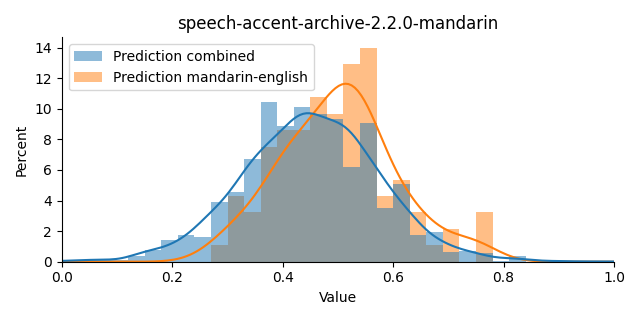 speech-accent-archive-2.2.0-mandarin
Prediction combined
Prediction mandarin-english
Percent
14
12
10
8
6
4
2
0
0.0 0.2 0.4 0.6 0.8 1.0
Value